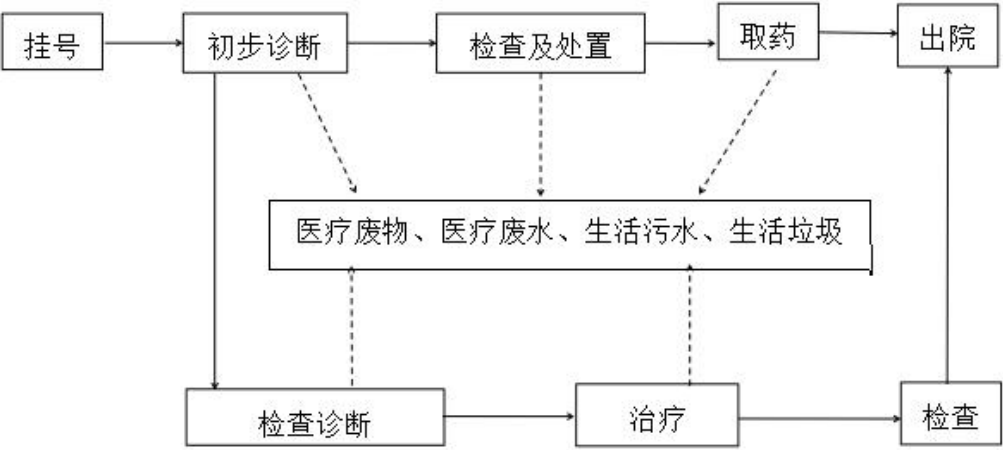 挂号
初步诊断
检查及处置
取药
出院
医疗废物、医疗废水、生活污水、生活垃圾
检查诊断
治疗
检查